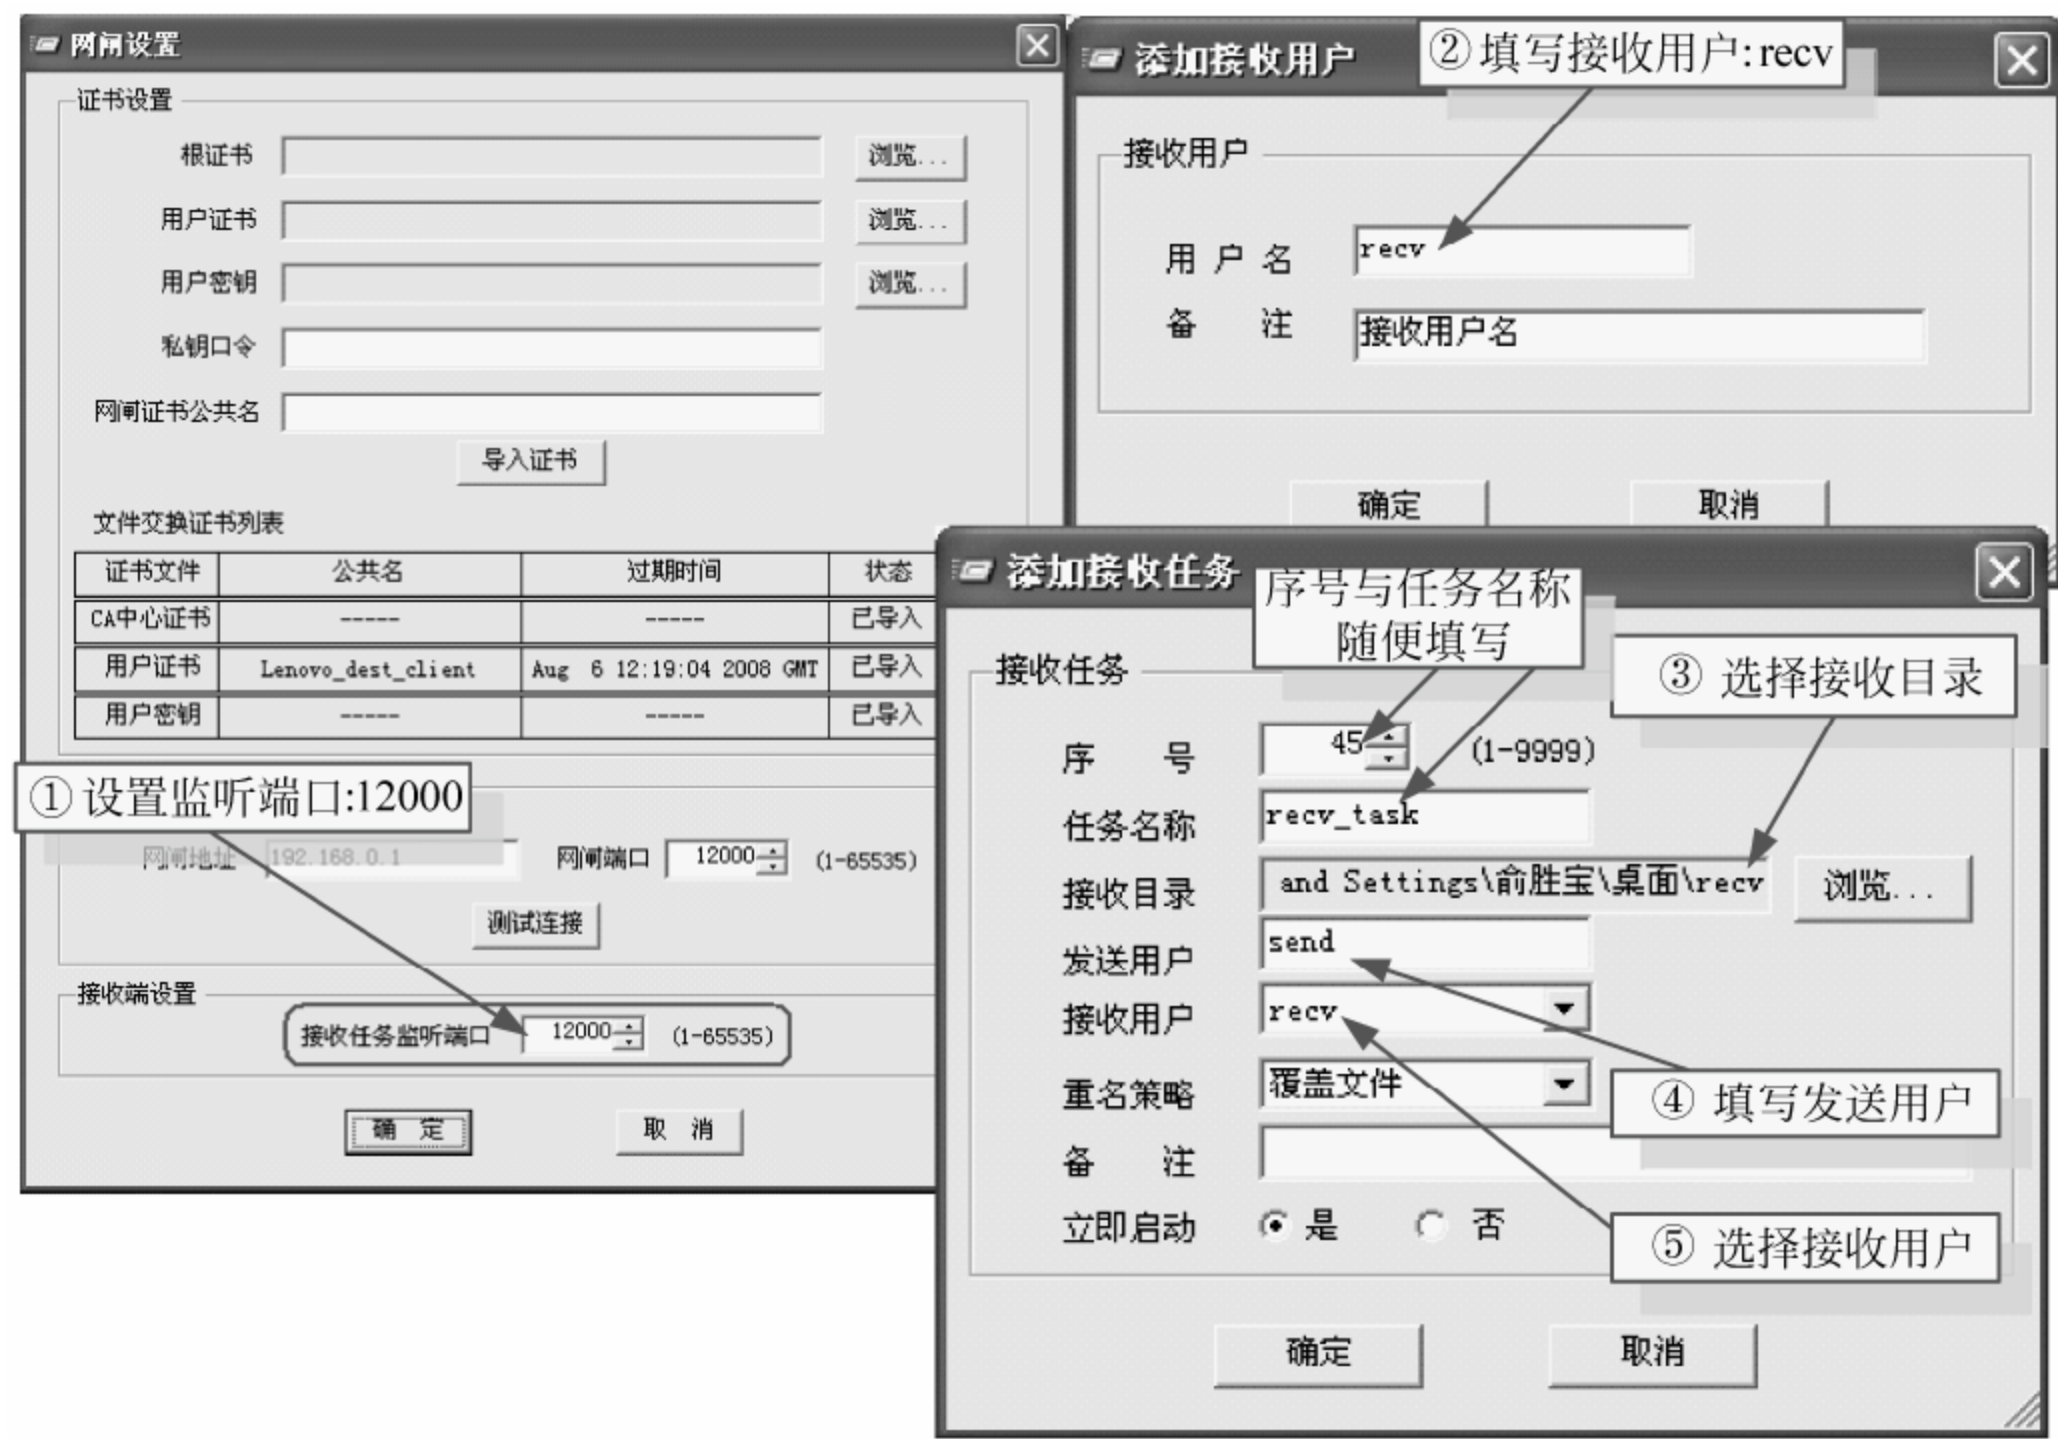 网闸设置
证书设置
根证书 浏览...
用户证书 浏览...
用户密钥 浏览...
私钥口令
网闸证书公共名
导入证书
文件交换证书列表
证书文件 公共名 过期时间 状态
CA中心证书 ----- ----- 已导入
用户证书 Lenovo_dest_client Aug 6 12:19:04 2008 GMT 已导入
用户密钥 ----- ----- 已导入
①设置监听端口:12000
网闸地址 192.168.0.1 网闸端口 12000 (1-65535)
测试连接
接收端设置
接收任务监听端口 12000 (1-65535)
确 定 取 消
添加接收用户
②填写接收用户:recv
接收用户
用户名 recv
备 注 接收用户名
确定 取消
添加接收任务
序号与任务名称
随便填写
③ 选择接收目录
接收任务
序 号 45 (1-9999)
任务名称 recv_task
接收目录 and Settings\俞胜宝\桌面\recv 浏览...
发送用户 send
接收用户 recv
重名策略 覆盖文件
④ 填写发送用户
备 注
立即启动 是 否
⑤ 选择接收用户
确定 取消